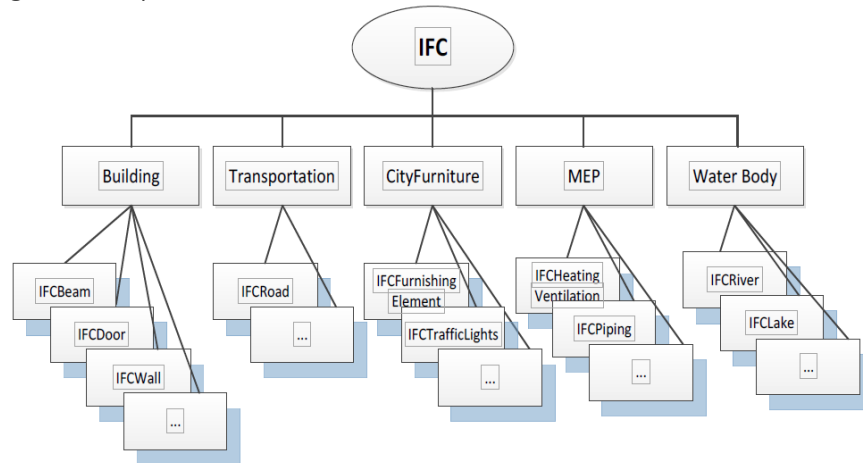 IFC
Building
Transportation
CityFurniture
MEP
Water Body
IFCBeam
IFCDoor
IFCWall
...
IFCRoad
...
IFCFurnishing
Element
IFCTrafficLights
...
IFCHeating
Ventilation
IFCPiping
...
IFCRiver
IFCLake
...